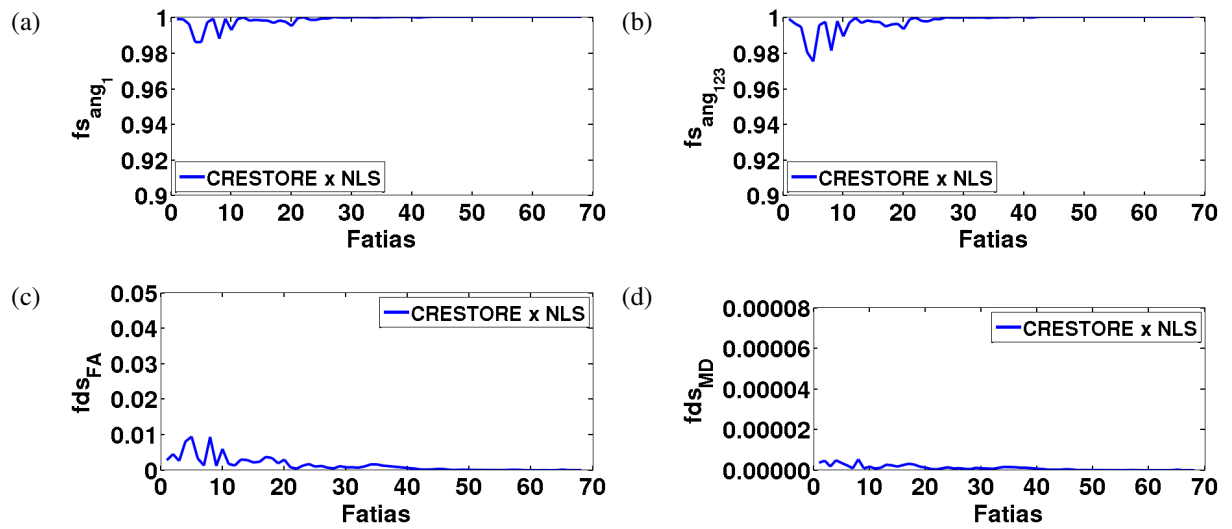 (a)
1
0.98
0.96
0.94
0.92
0.9
fs_ang_1
CRESTORE x NLS
0 10 20 30 40 50 60 70
Fatias
(b)
1
0.98
0.96
0.94
0.92
0.9
fs_ang_123
CRESTORE x NLS
0 10 20 30 40 50 60 70
Fatias
(c)
0.05
0.04
0.03
0.02
0.01
0
fds_FA
CRESTORE x NLS
0 10 20 30 40 50 60 70
Fatias
(d)
0.00008
0.00006
0.00004
0.00002
0.00000
fds_MD
CRESTORE x NLS
0 10 20 30 40 50 60 70
Fatias